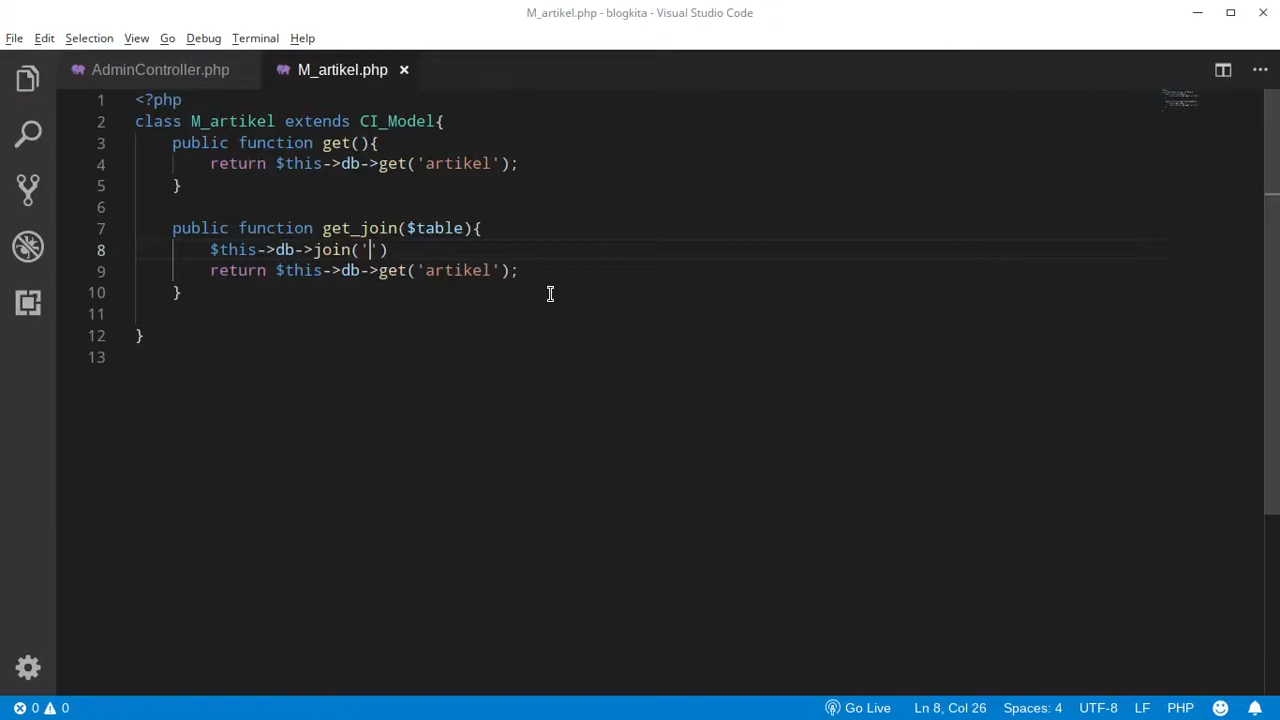 M_artikel.php - blogkita - Visual Studio Code
File Edit Selection View Go Debug Terminal Help
AdminController.php M_artikel.php
1 <?php
2 class M_artikel extends CI_Model{
3 public function get(){
4 return $this->db->get('artikel');
5 }
6
7 public function get_join($table){
8 $this->db->join('')
9 return $this->db->get('artikel');
10 }
11
12 }
13
0 0 Go Live Ln 8, Col 26 Spaces: 4 UTF-8 LF PHP